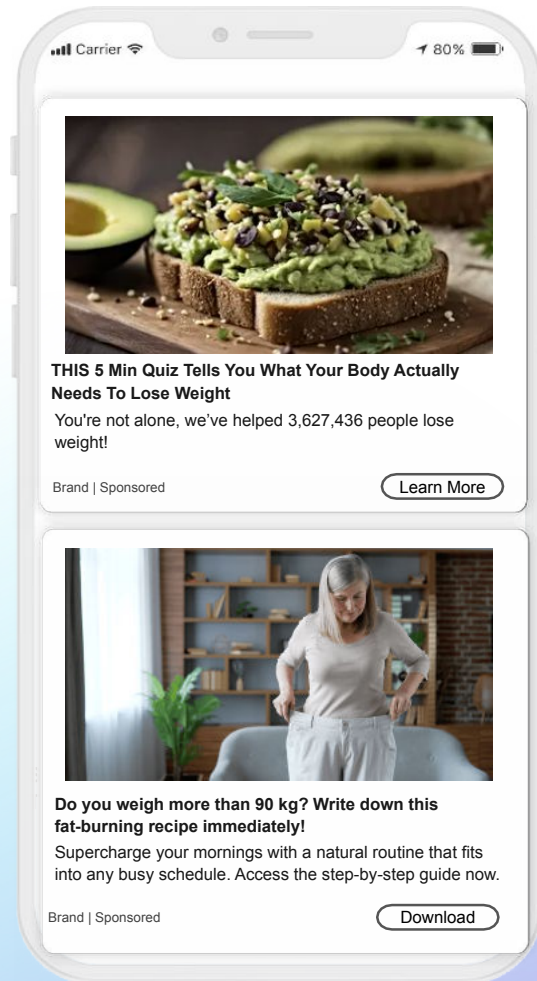 Carrier 80%
THIS 5 Min Quiz Tells You What Your Body Actually
Needs To Lose Weight
You're not alone, we’ve helped 3,627,436 people lose
weight!
Brand | Sponsored Learn More
Do you weigh more than 90 kg? Write down this
fat-burning recipe immediately!
Supercharge your mornings with a natural routine that fits
into any busy schedule. Access the step-by-step guide now.
Brand | Sponsored Download